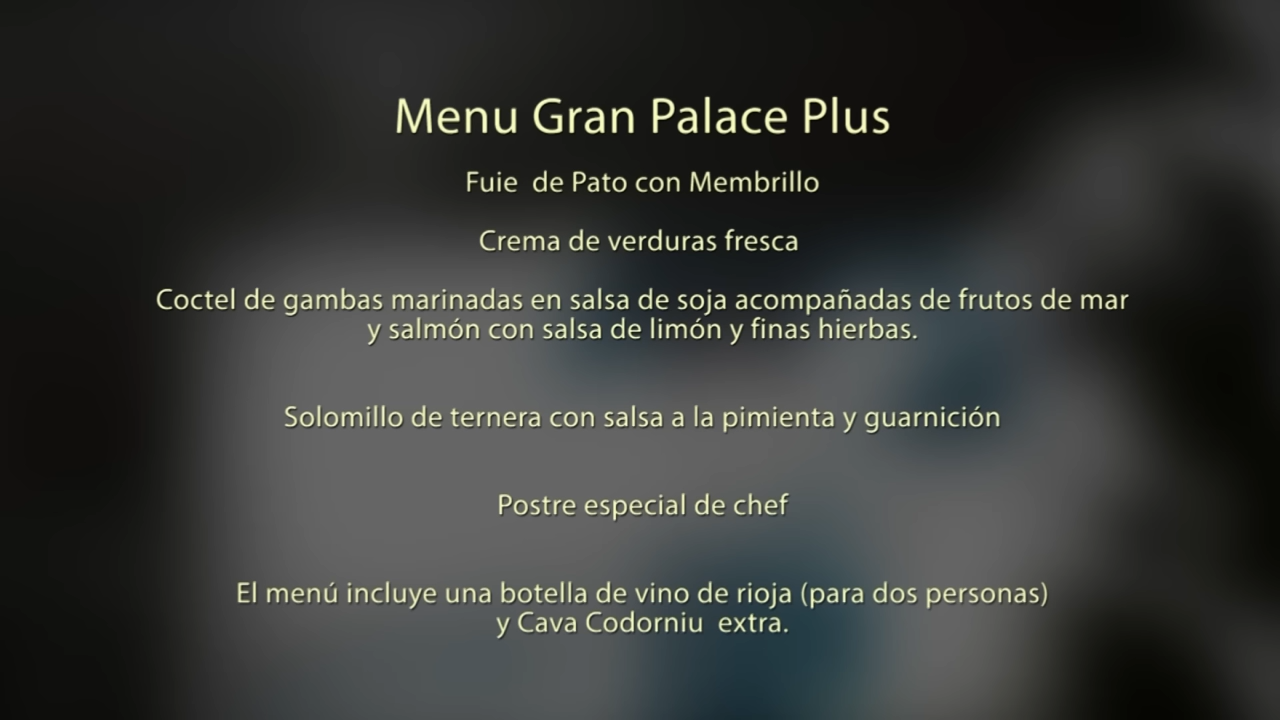 Menu Gran Palace Plus
Fuie de Pato con Membrillo
Crema de verduras fresca
Coctel de gambas marinadas en salsa de soja acompañadas de frutos de mar
y salmón con salsa de limón y finas hierbas.
Solomillo de ternera con salsa a la pimienta y guarnición
Postre especial de chef
El menú incluye una botella de vino de rioja (para dos personas)
y Cava Codorniu extra.